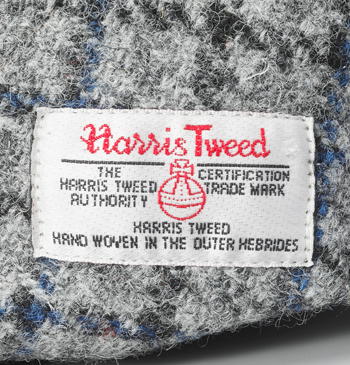 Harris Tweed
THE CERTIFICATION
HARRIS TWEED TRADE MARK
AUTHORITY
HARRIS TWEED
HAND WOVEN IN THE OUTER HEBRIDES